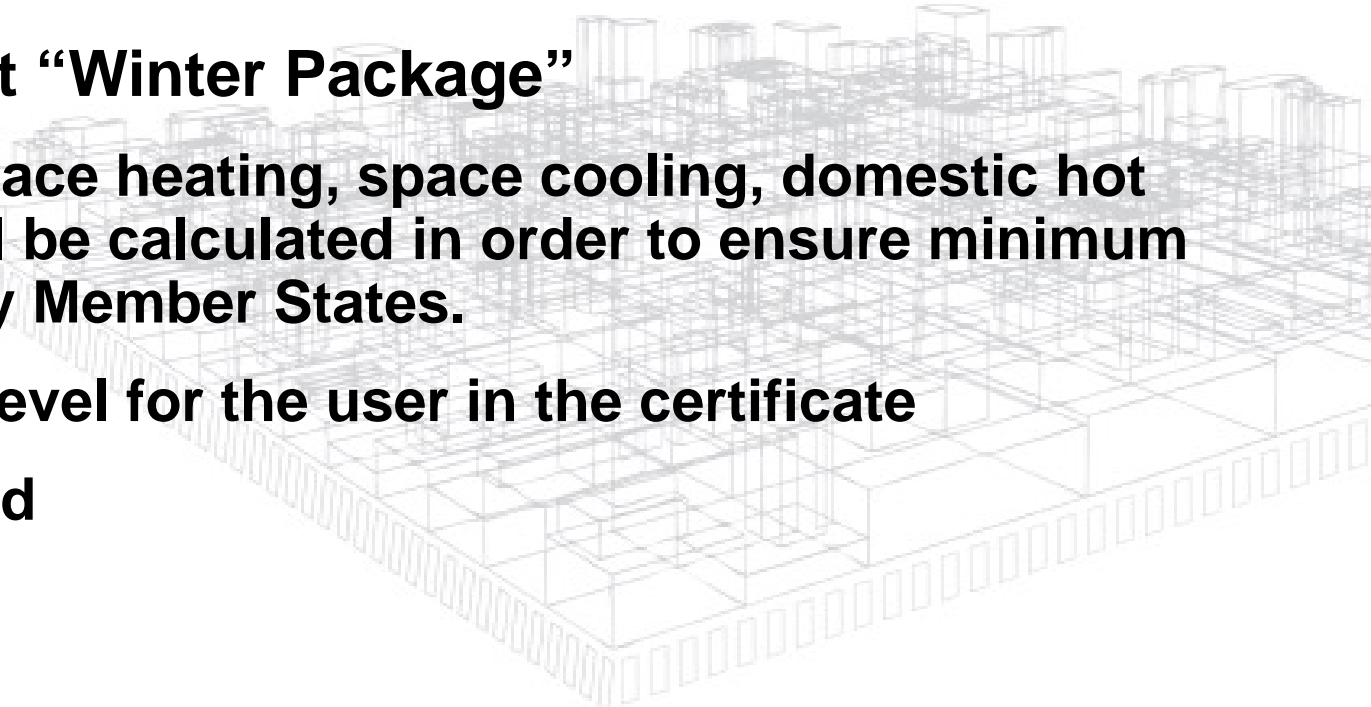 t “Winter Package”
ace heating, space cooling, domestic hot
d be calculated in order to ensure minimum
y Member States.
evel for the user in the certificate
d